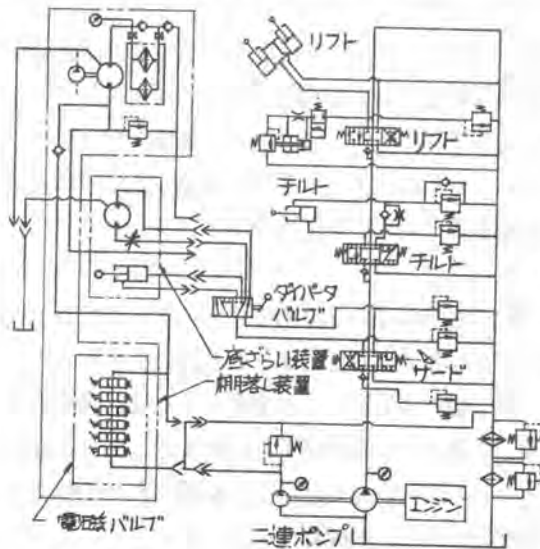 リフト
リフト
チルト
チルト
ダイバータ
バルブ
サード
底ざらい装置
棚落し装置
エンジン
電磁バルブ
二連ポンプ